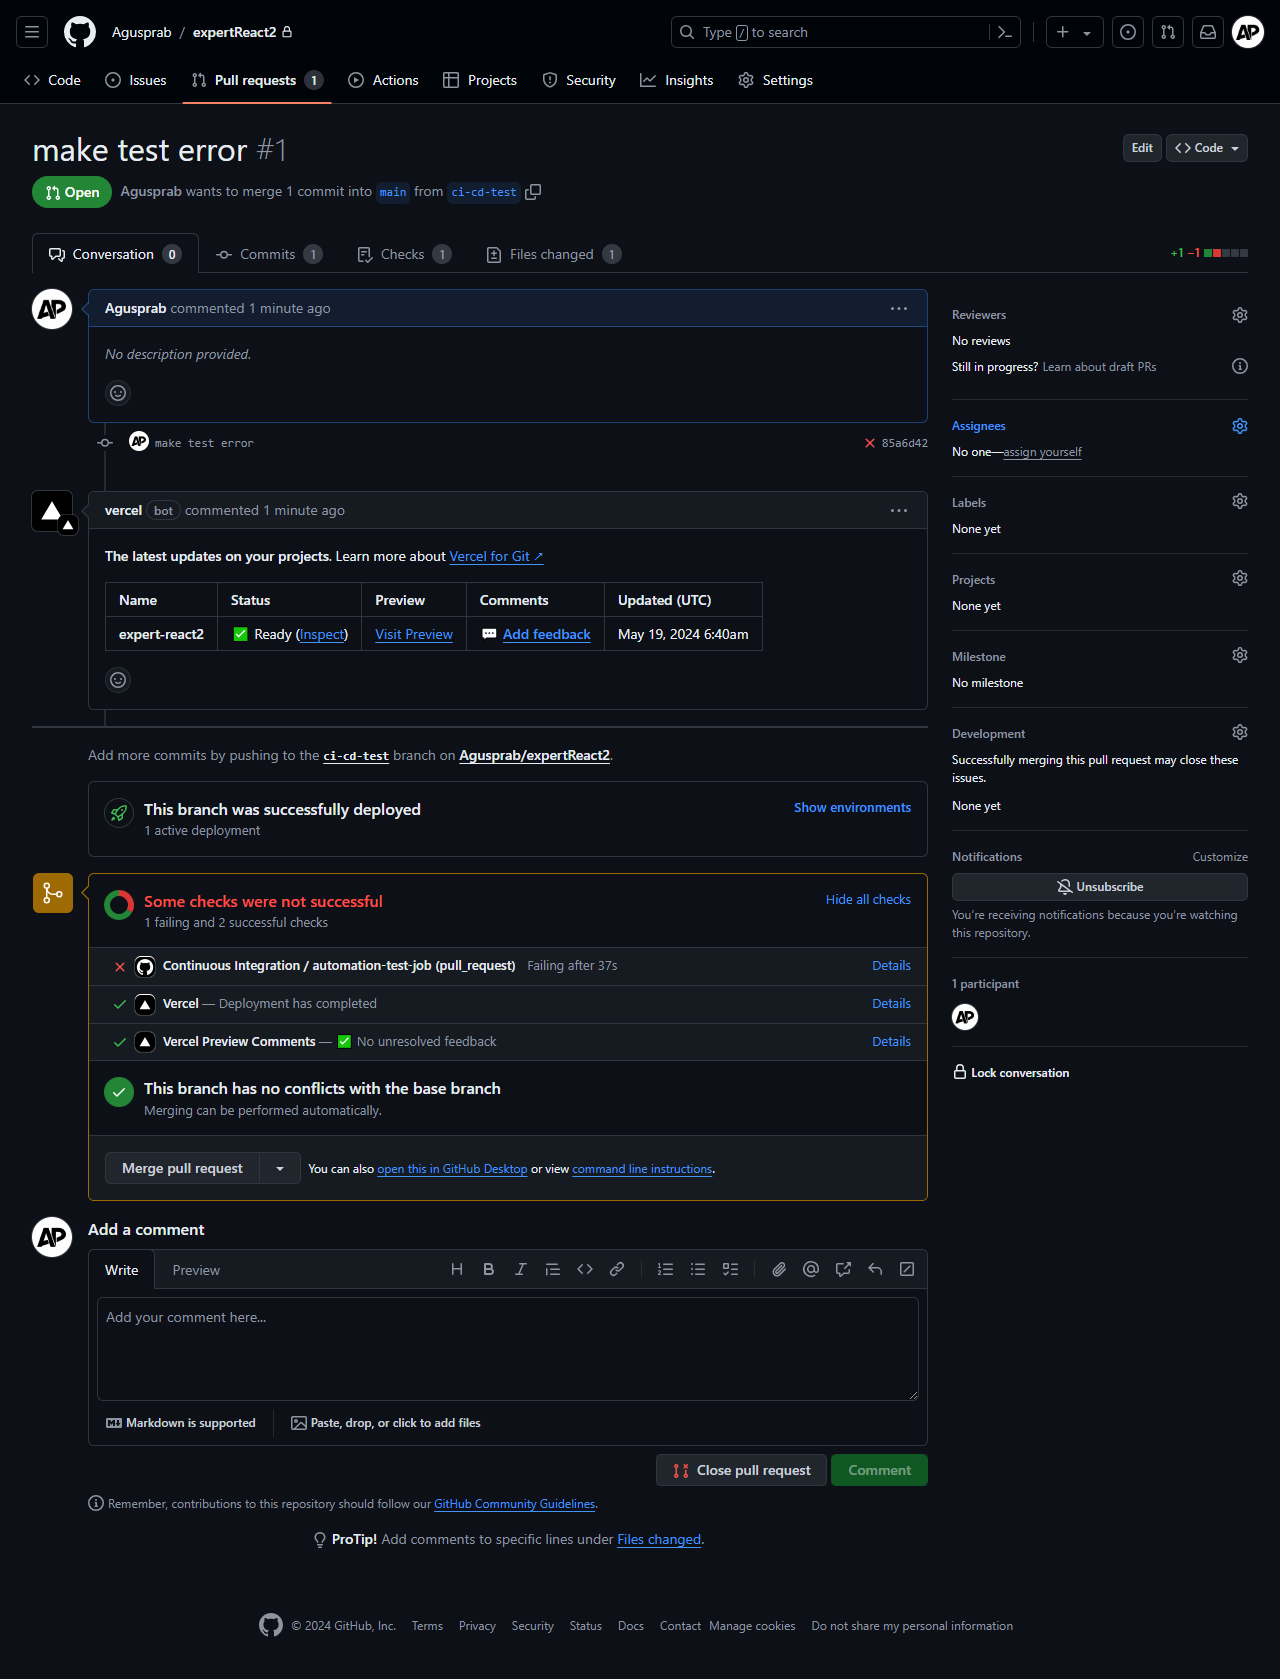 Agusprab / expertReact2
Type / to search
AP
Code
Issues
Pull requests 1
Actions
Projects
Security
Insights
Settings
make test error #1
Edit
Code
Open
Agusprab wants to merge 1 commit into main from ci-cd-test
Conversation 0
Commits 1
Checks 1
Files changed 1
+1 −1
AP
Agusprab commented 1 minute ago
No description provided.
AP make test error
85a6d42
vercel bot commented 1 minute ago
The latest updates on your projects. Learn more about Vercel for Git ↗
Name Status Preview Comments Updated (UTC)
expert-react2 ✅ Ready (Inspect) Visit Preview 💬 Add feedback May 19, 2024 6:40am
Add more commits by pushing to the ci-cd-test branch on Agusprab/expertReact2.
This branch was successfully deployed
1 active deployment
Show environments
Some checks were not successful
1 failing and 2 successful checks
Hide all checks
Continuous Integration / automation-test-job (pull_request) Failing after 37s Details
Vercel — Deployment has completed Details
Vercel Preview Comments — ✅ No unresolved feedback Details
This branch has no conflicts with the base branch
Merging can be performed automatically.
Merge pull request
You can also open this in GitHub Desktop or view command line instructions.
AP
Add a comment
Write
Preview
H B I
Add your comment here...
Markdown is supported
Paste, drop, or click to add files
Close pull request
Comment
Remember, contributions to this repository should follow our GitHub Community Guidelines.
ProTip! Add comments to specific lines under Files changed.
Reviewers
No reviews
Still in progress? Learn about draft PRs
Assignees
No one—assign yourself
Labels
None yet
Projects
None yet
Milestone
No milestone
Development
Successfully merging this pull request may close these
issues.
None yet
Notifications
Customize
Unsubscribe
You're receiving notifications because you're watching
this repository.
1 participant
AP
Lock conversation
© 2024 GitHub, Inc. Terms Privacy Security Status Docs Contact Manage cookies Do not share my personal information